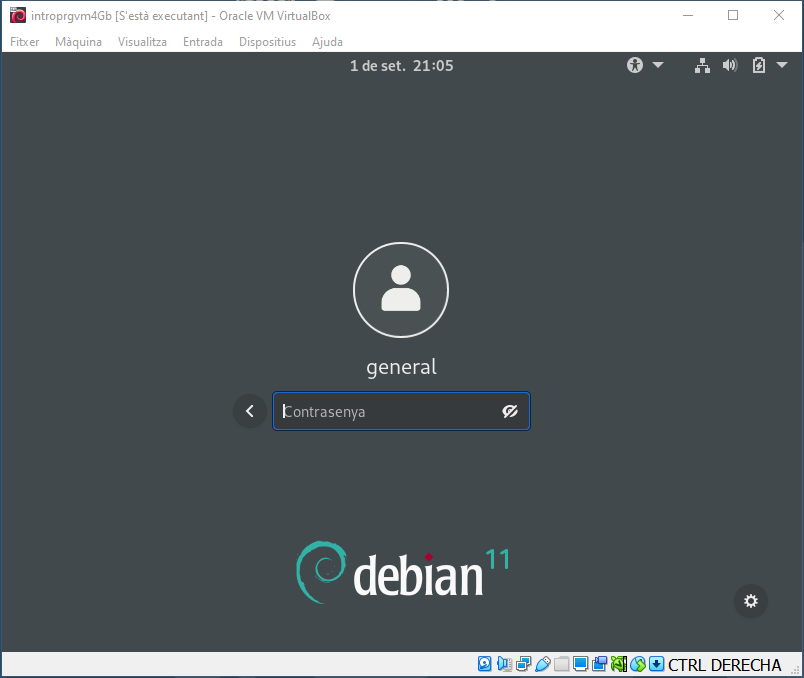 introprgvm4Gb [S'està executant] - Oracle VM VirtualBox
Fitxer Màquina Visualitza Entrada Dispositius Ajuda
1 de set. 21:05
general
Contrasenya
debian 11
CTRL DERECHA